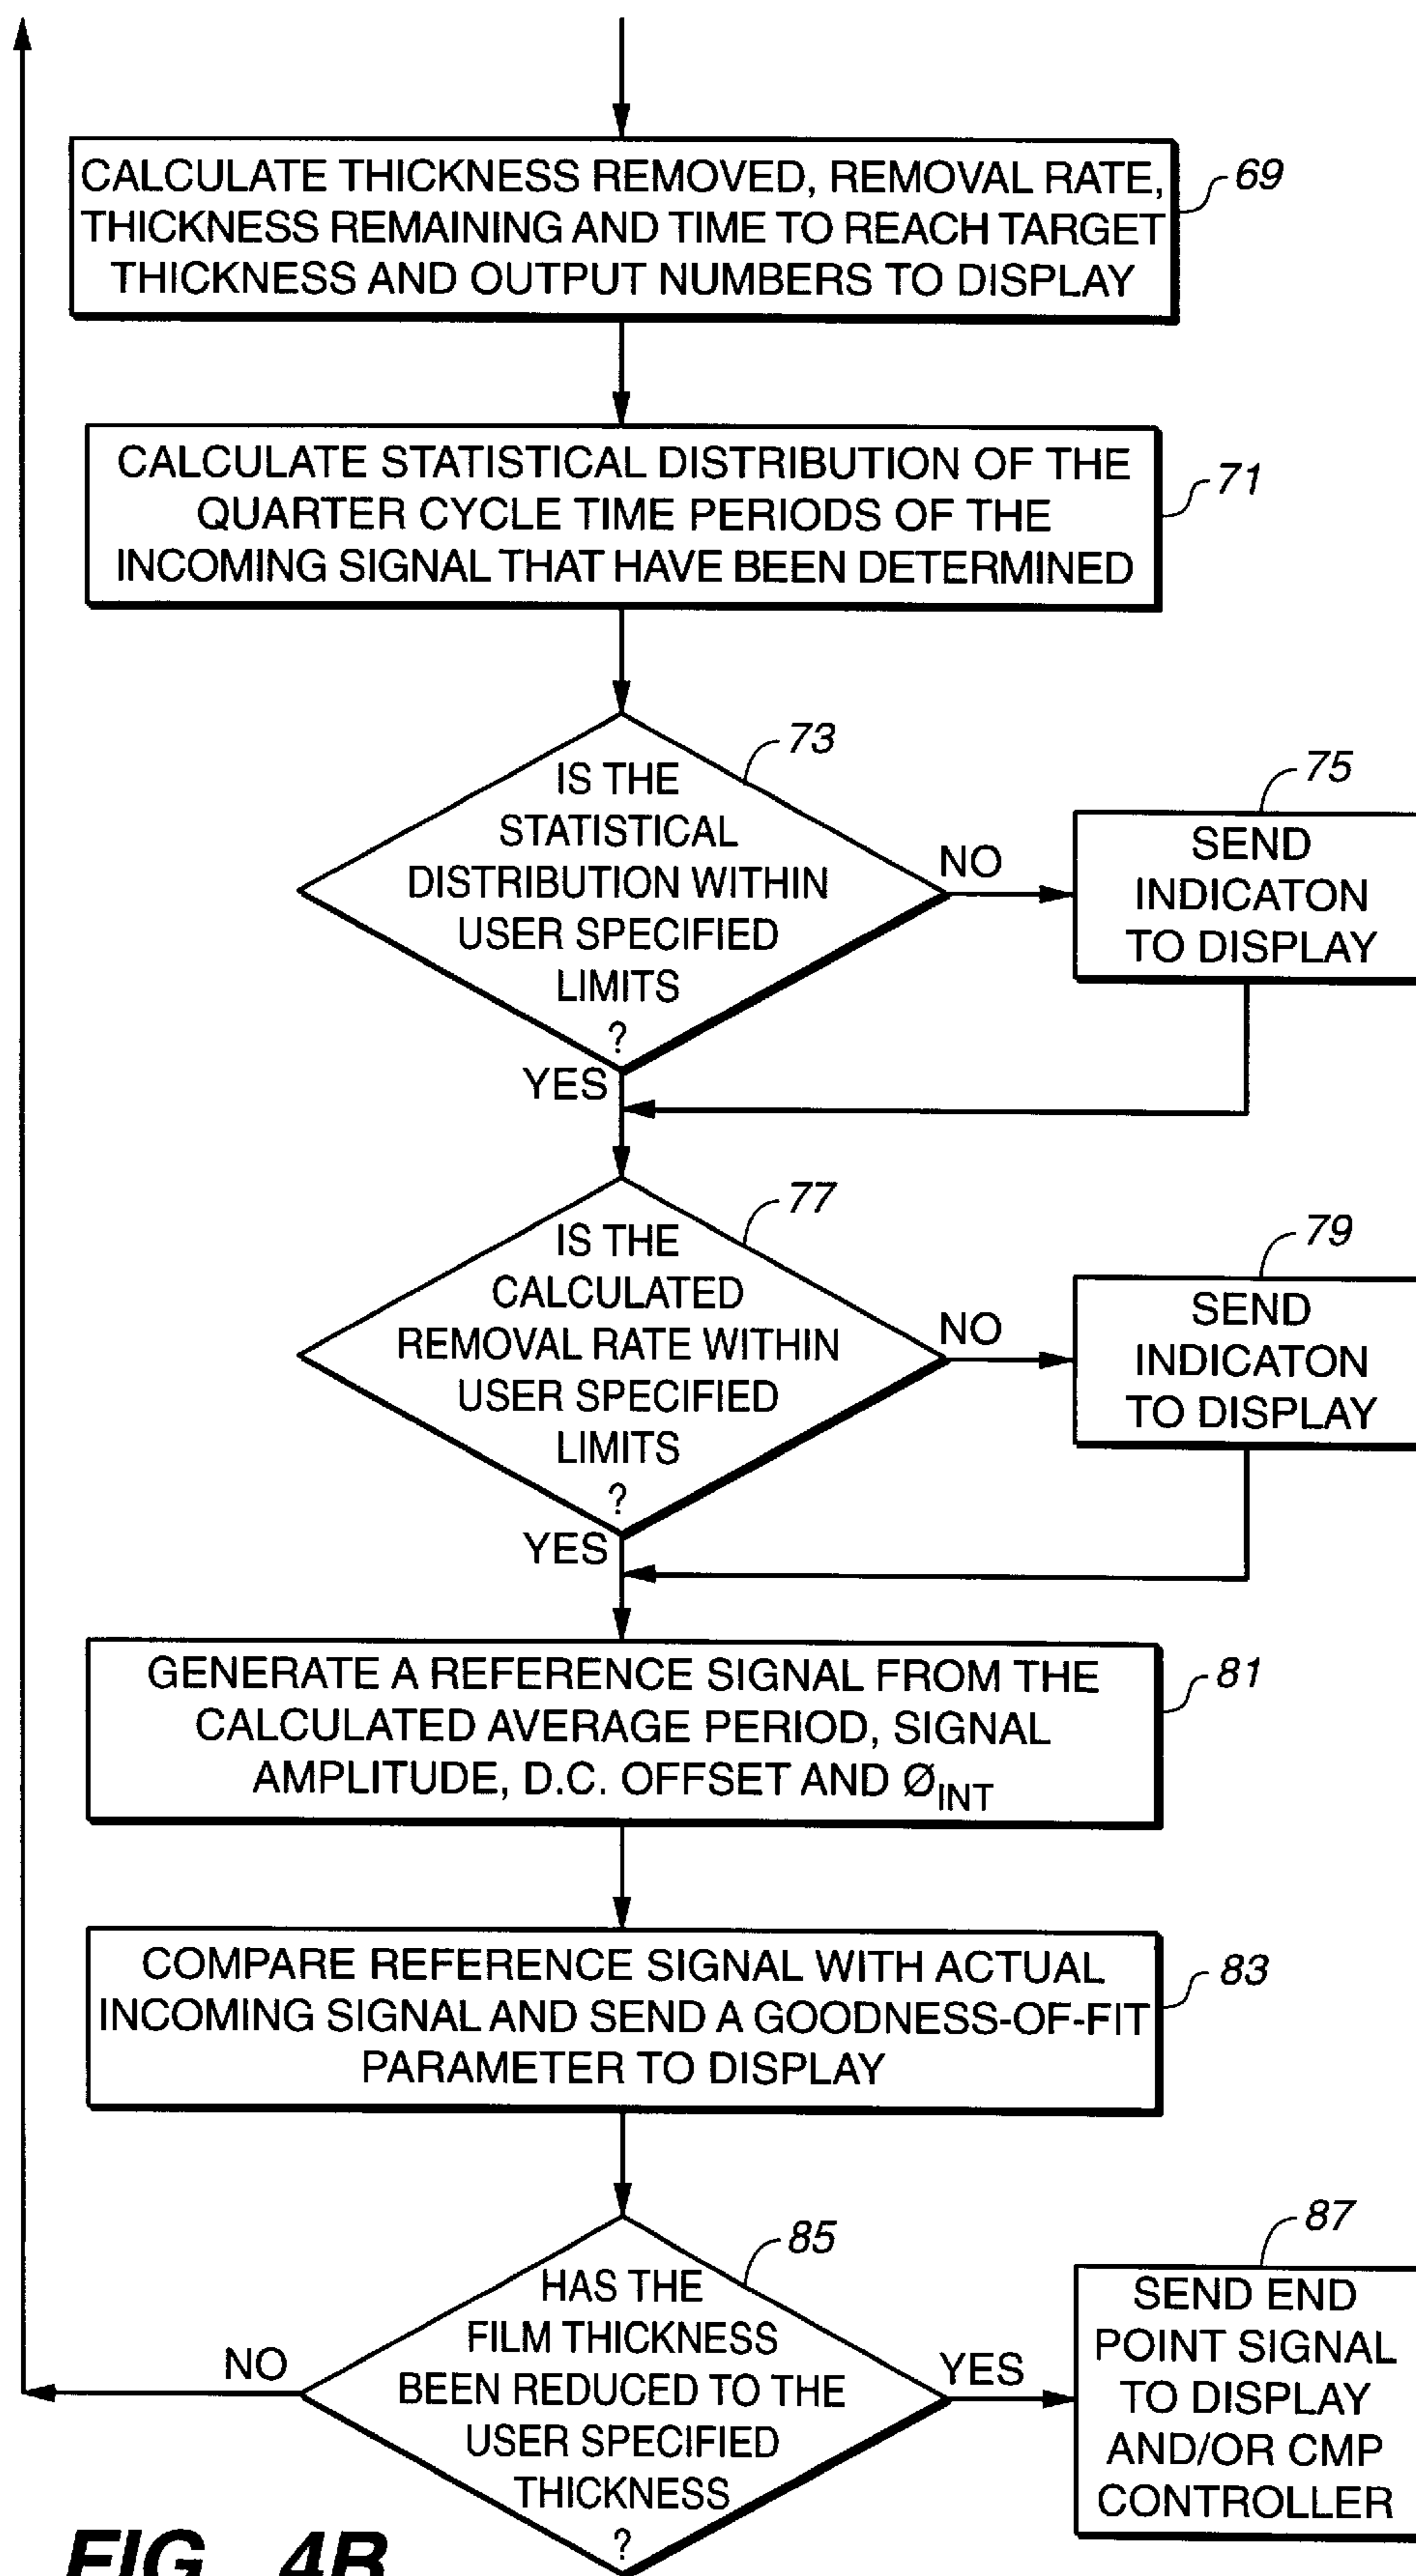 CALCULATE THICKNESS REMOVED, REMOVAL RATE,
THICKNESS REMAINING AND TIME TO REACH TARGET
THICKNESS AND OUTPUT NUMBERS TO DISPLAY
69
CALCULATE STATISTICAL DISTRIBUTION OF THE
QUARTER CYCLE TIME PERIODS OF THE
INCOMING SIGNAL THAT HAVE BEEN DETERMINED
71
IS THE
STATISTICAL
DISTRIBUTION WITHIN
USER SPECIFIED
LIMITS
?
73
NO
YES
75
SEND
INDICATON
TO DISPLAY
IS THE
CALCULATED
REMOVAL RATE WITHIN
USER SPECIFIED
LIMITS
?
77
NO
YES
79
SEND
INDICATON
TO DISPLAY
GENERATE A REFERENCE SIGNAL FROM THE
CALCULATED AVERAGE PERIOD, SIGNAL
AMPLITUDE, D.C. OFFSET AND ØINT
81
COMPARE REFERENCE SIGNAL WITH ACTUAL
INCOMING SIGNAL AND SEND A GOODNESS-OF-FIT
PARAMETER TO DISPLAY
83
HAS THE
FILM THICKNESS
BEEN REDUCED TO THE
USER SPECIFIED
THICKNESS
?
85
NO
YES
87
SEND END
POINT SIGNAL
TO DISPLAY
AND/OR CMP
CONTROLLER
FIG. 4B